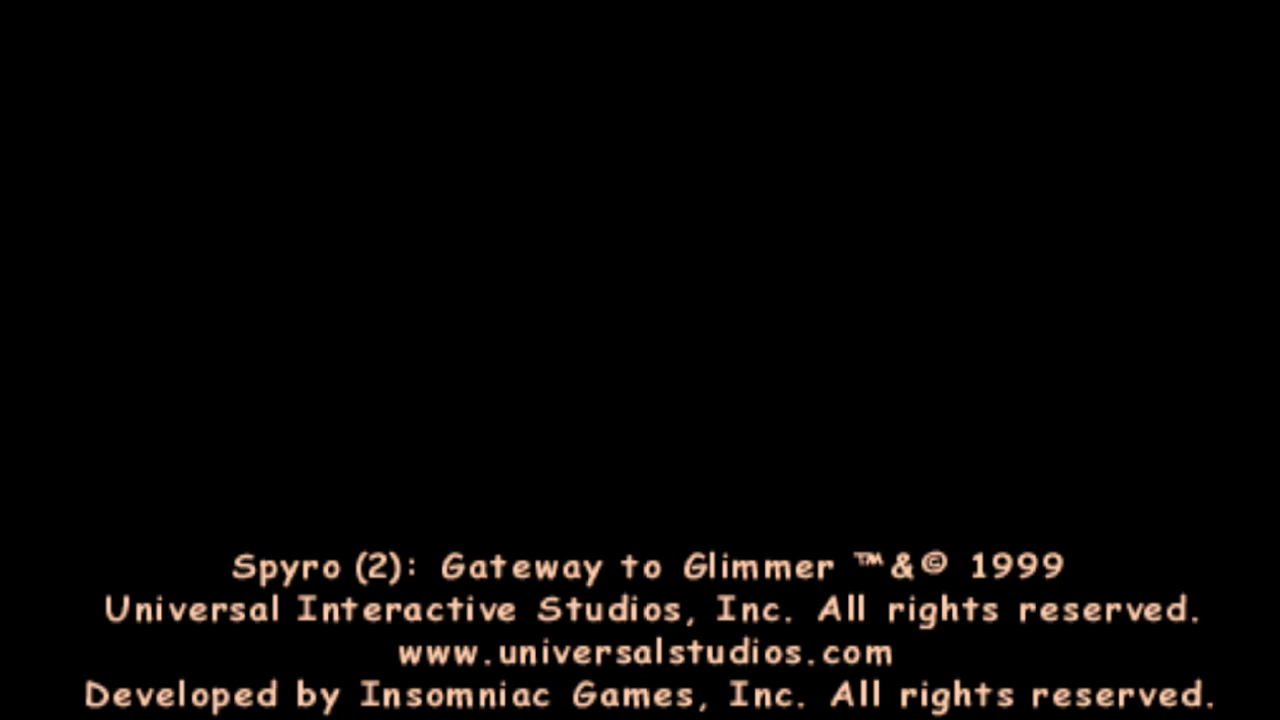 Spyro (2): Gateway to Glimmer ™&© 1999
Universal Interactive Studios, Inc. All rights reserved.
www.universalstudios.com
Developed by Insomniac Games, Inc. All rights reserved.